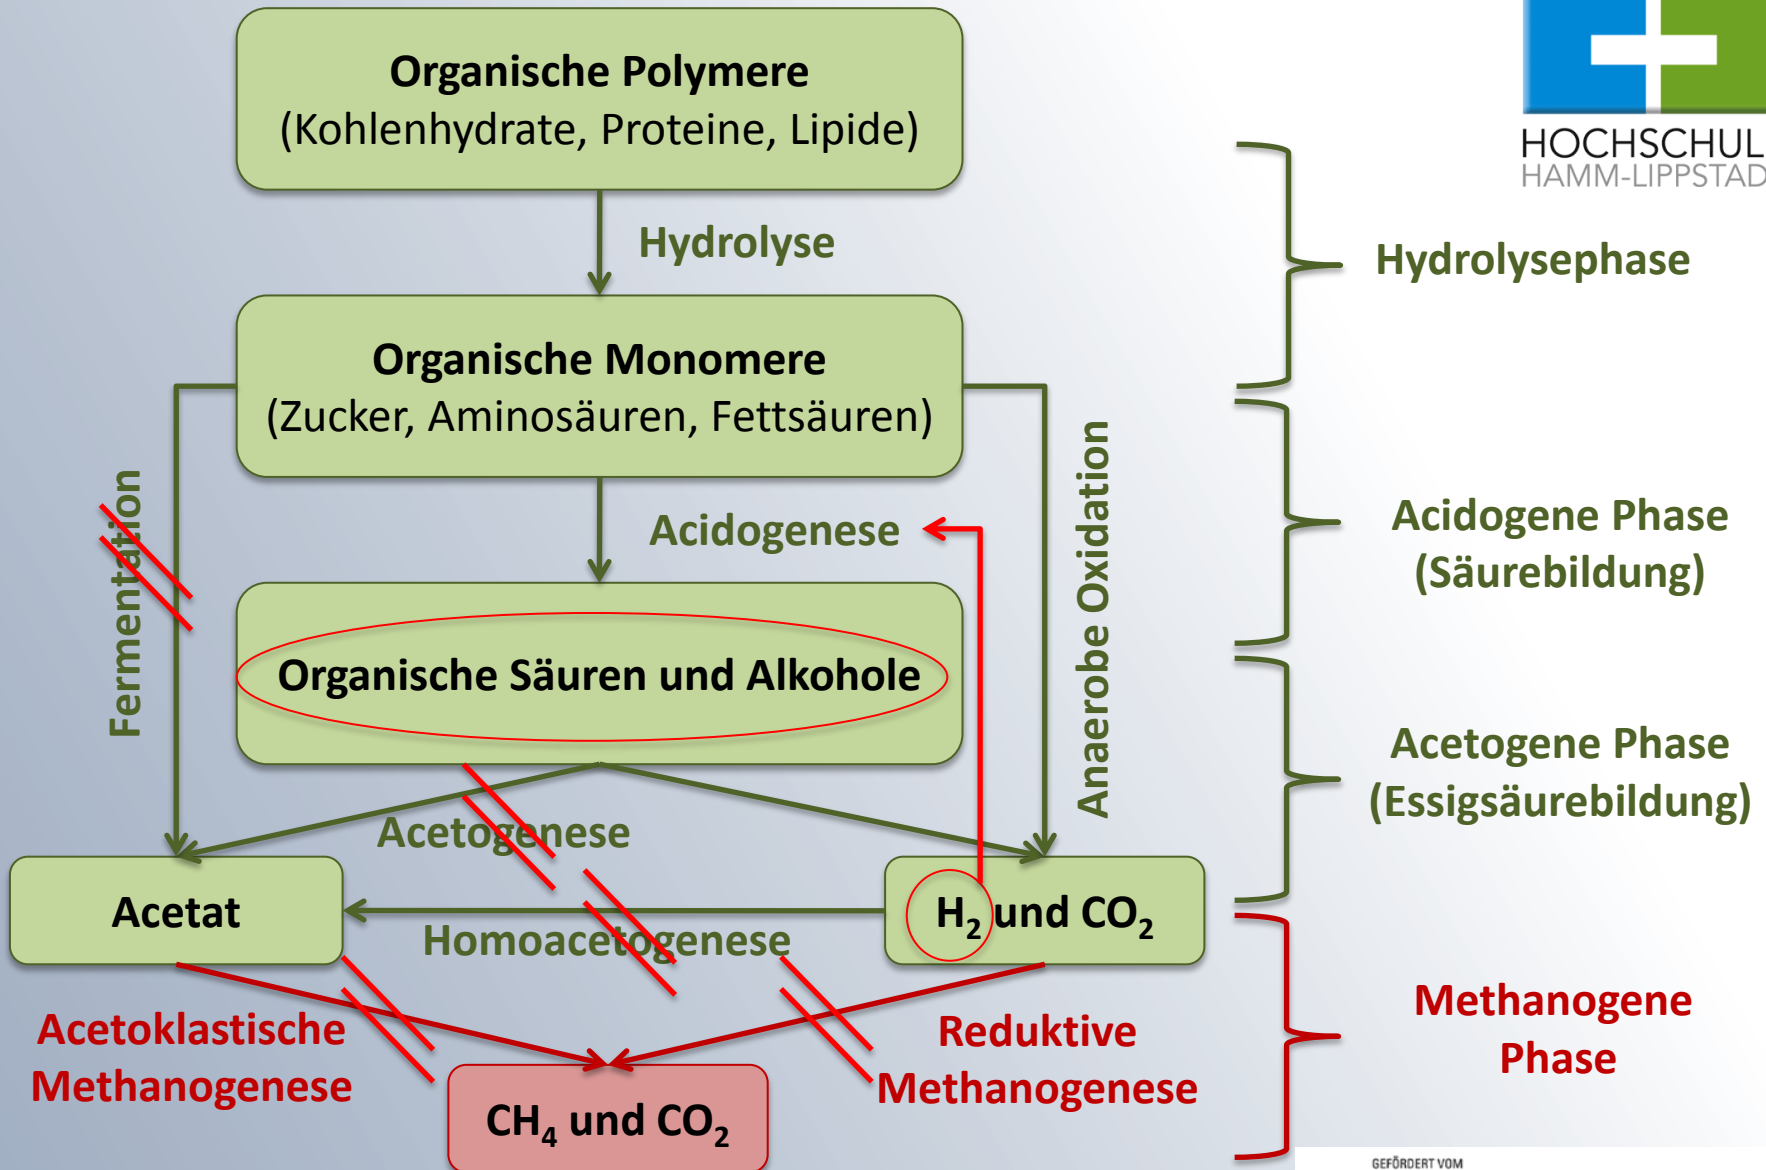 Organische Polymere
(Kohlenhydrate, Proteine, Lipide)
HOCHSCHUL
HAMM-LIPPSTAD
Hydrolyse
Hydrolysephase
Organische Monomere
(Zucker, Aminosäuren, Fettsäuren)
Fermentation
Acidogenese
Anaerobe Oxidation
Acidogene Phase
(Säurebildung)
Organische Säuren und Alkohole
Acetogene Phase
(Essigsäurebildung)
Acetogenese
Acetat
H₂ und CO₂
Homoacetogenese
Acetoklastische
Methanogenese
Reduktive
Methanogenese
Methanogene
Phase
CH₄ und CO₂
GEFÖRDERT VOM